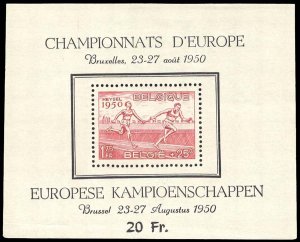 CHAMPIONNATS D'EUROPE
Bruxelles, 23-27 août 1950
HEYSEL
1950 BELGIQUE
BELGIË +25c
EUROPESE KAMPIOENSCHAPPEN
Brussel 23-27 Augustus 1950
20 Fr.